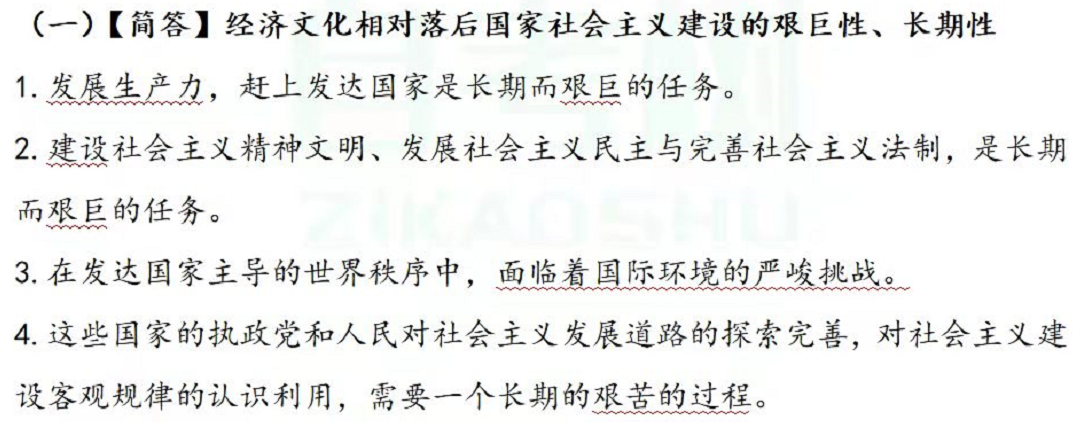 （一）【简答】经济文化相对落后国家社会主义建设的艰巨性、长期性
1. 发展生产力，赶上发达国家是长期而艰巨的任务。
2. 建设社会主义精神文明、发展社会主义民主与完善社会主义法制，是长期
而艰巨的任务。
3. 在发达国家主导的世界秩序中，面临着国际环境的严峻挑战。
4. 这些国家的执政党和人民对社会主义发展道路的探索完善，对社会主义建
设客观规律的认识利用，需要一个长期的艰苦的过程。
ZIKAOSHU